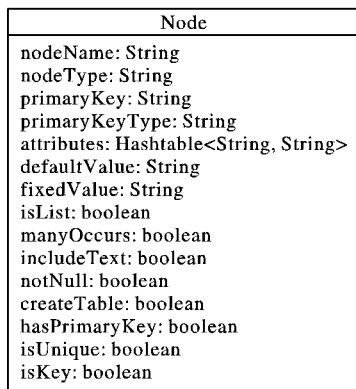 Node
nodeName: String
nodeType: String
primaryKey: String
primaryKeyType: String
attributes: Hashtable<String, String>
defaultValue: String
fixedValue: String
isList: boolean
manyOccurs: boolean
includeText: boolean
notNull: boolean
createTable: boolean
hasPrimaryKey: boolean
isUnique: boolean
isKey: boolean